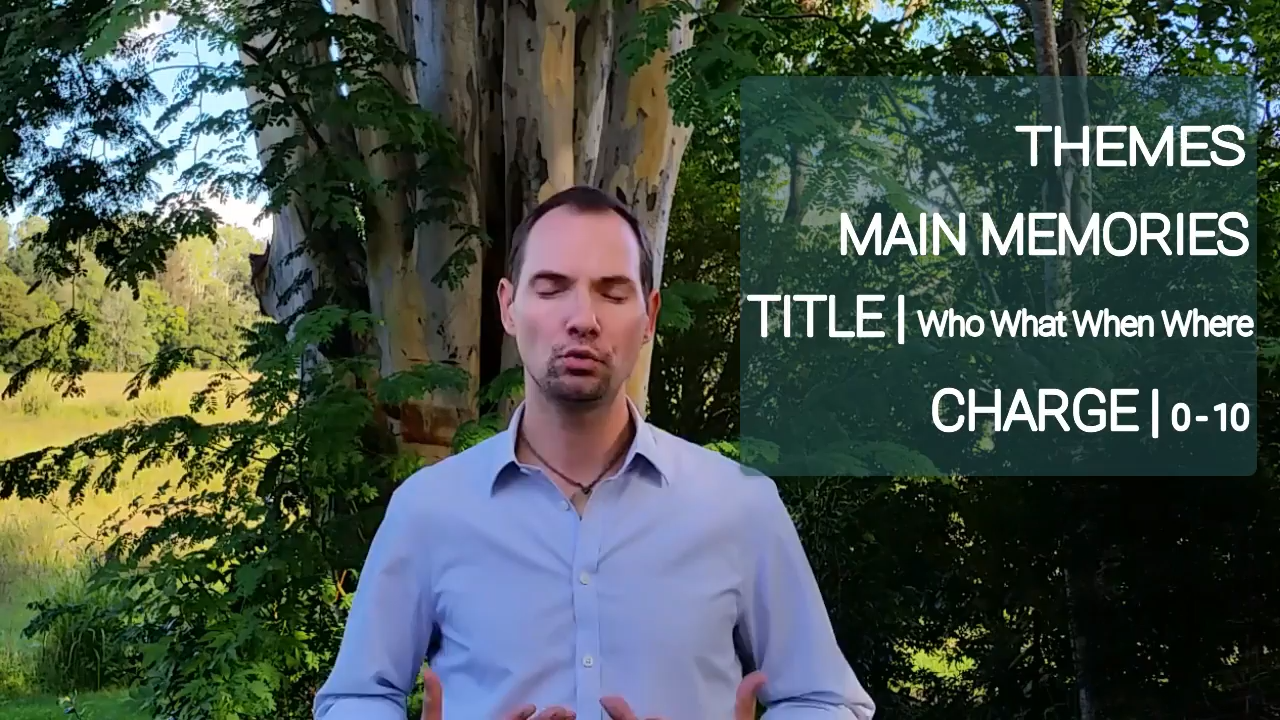 THEMES
MAIN MEMORIES
TITLE | Who What When Where
CHARGE | 0-10